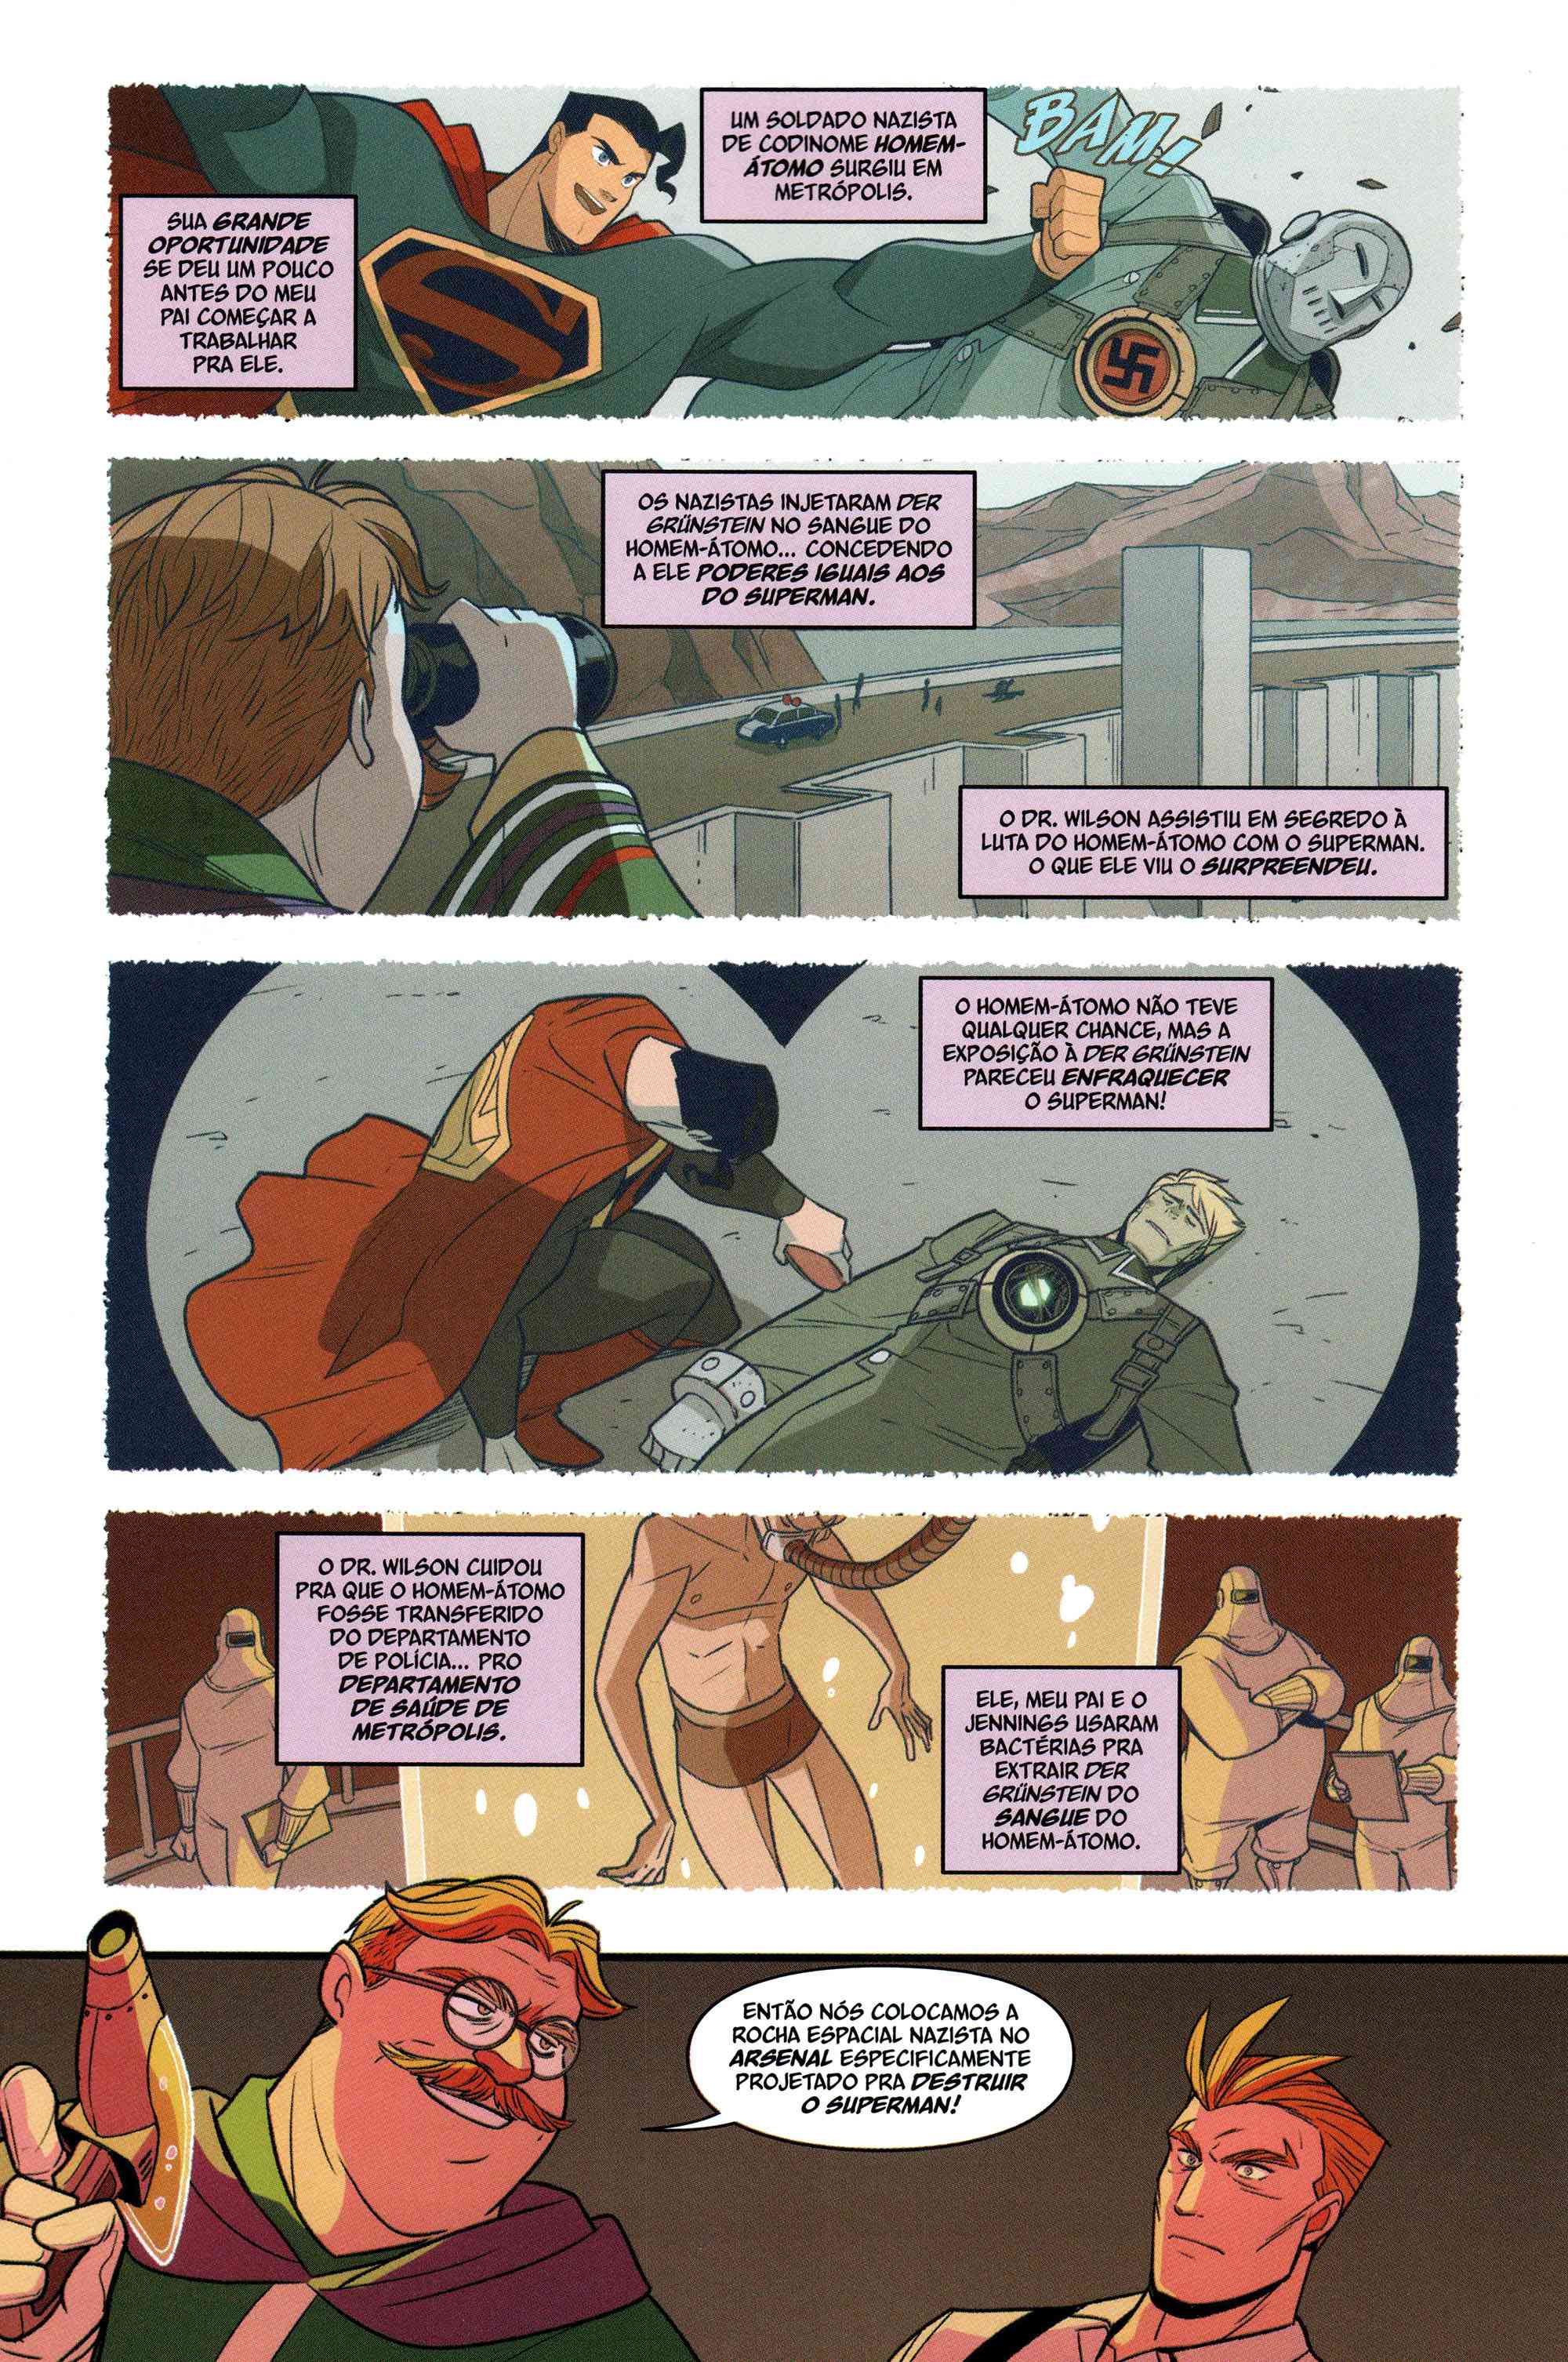 SUA GRANDE
OPORTUNIDADE
SE DEU UM POUCO
ANTES DO MEU
PAI COMEÇAR A
TRABALHAR
PRA ELE.
UM SOLDADO NAZISTA
DE CODINOME HOMEM-
ÁTOMO SURGIU EM
METRÓPOLIS.
BAM!
OS NAZISTAS INJETARAM DER
GRÜNSTEIN NO SANGUE DO
HOMEM-ÁTOMO... CONCEDENDO
A ELE PODERES IGUAIS AOS
DO SUPERMAN.
O DR. WILSON ASSISTIU EM SEGREDO À
LUTA DO HOMEM-ÁTOMO COM O SUPERMAN.
O QUE ELE VIU O SURPREENDEU.
O HOMEM-ÁTOMO NÃO TEVE
QUALQUER CHANCE, MAS A
EXPOSIÇÃO À DER GRÜNSTEIN
PARECEU ENFRAQUECER
O SUPERMAN!
O DR. WILSON CUIDOU
PRA QUE O HOMEM-ÁTOMO
FOSSE TRANSFERIDO
DO DEPARTAMENTO
DE POLÍCIA... PRO
DEPARTAMENTO
DE SAÚDE DE
METRÓPOLIS.
ELE, MEU PAI E O
JENNINGS USARAM
BACTÉRIAS PRA
EXTRAIR DER
GRÜNSTEIN DO
SANGUE DO
HOMEM-ÁTOMO.
ENTÃO NÓS COLOCAMOS A
ROCHA ESPACIAL NAZISTA NO
ARSENAL ESPECIFICAMENTE
PROJETADO PRA DESTRUIR
O SUPERMAN!